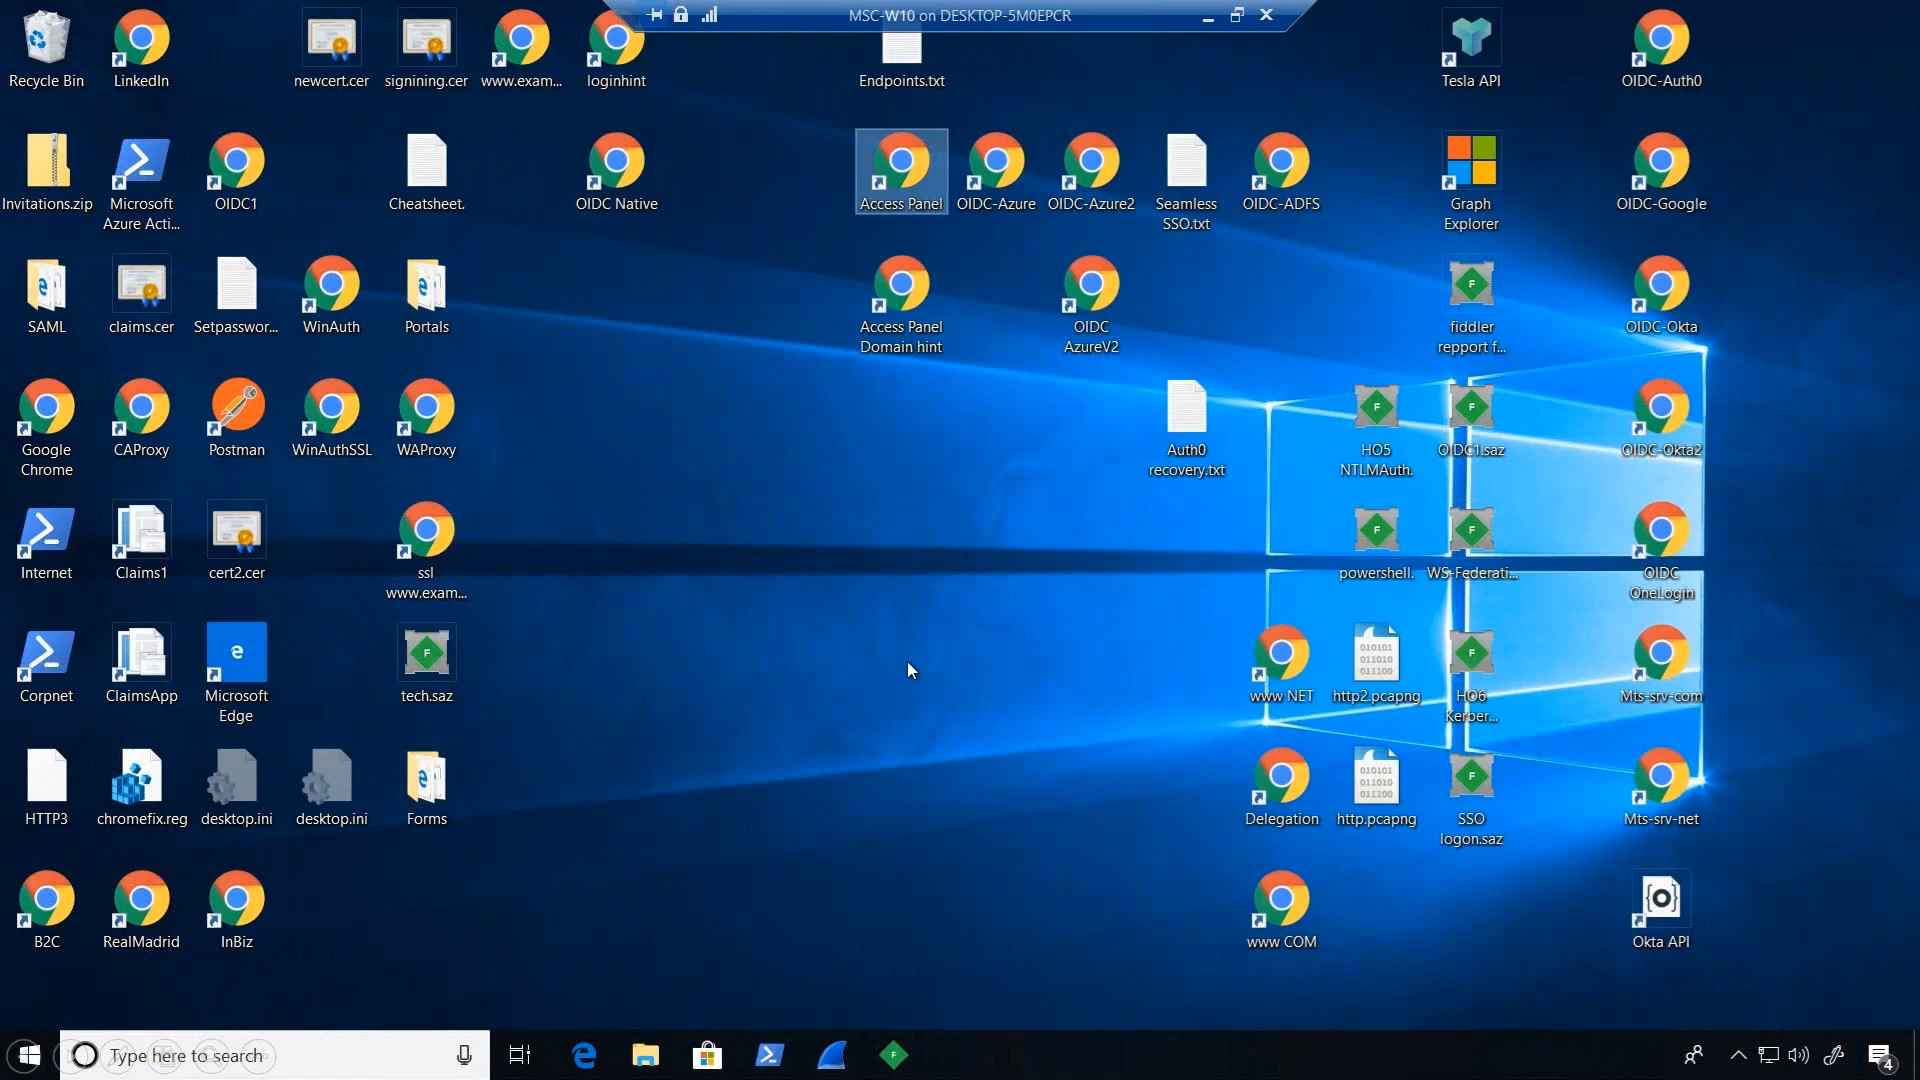 MSC-W10 on DESKTOP-5M0EPCR
Recycle Bin
LinkedIn
newcert.cer
signining.cer
www.exam...
loginhint
Endpoints.txt
Tesla API
OIDC-Auth0
Invitations.zip
Microsoft
Azure Acti...
OIDC1
Cheatsheet.
OIDC Native
Access Panel
OIDC-Azure
OIDC-Azure2
Seamless
SSO.txt
OIDC-ADFS
Graph
Explorer
OIDC-Google
SAML
claims.cer
Setpasswor...
WinAuth
Portals
Access Panel
Domain hint
OIDC
AzureV2
fiddler
repport f...
OIDC-Okta
Google
Chrome
CAProxy
Postman
WinAuthSSL
WAProxy
Auth0
recovery.txt
HO5
NTLMAuth.
OIDC1.saz
OIDC-Okta2
Internet
Claims1
cert2.cer
ssl
www.exam...
powershell.
WS-Federati...
OIDC
OneLogin
Corpnet
ClaimsApp
Microsoft
Edge
tech.saz
www NET
http2.pcapng
HO6
Kerber...
Mts-srv-com
HTTP3
chromefix.reg
desktop.ini
desktop.ini
Forms
Delegation
http.pcapng
SSO
logon.saz
Mts-srv-net
B2C
RealMadrid
InBiz
www COM
Okta API
Type here to search
4